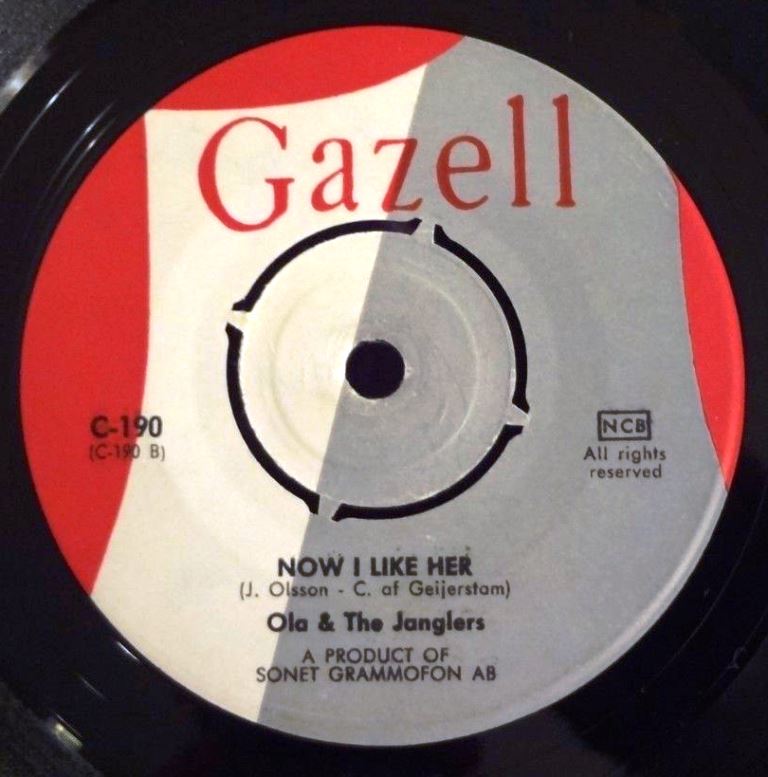 Gazell
C-190
(C-190 B)
NCB
All rights
reserved
NOW I LIKE HER
(J. Olsson - C. af Geijerstam)
Ola & The Janglers
A PRODUCT OF
SONET GRAMMOFON AB